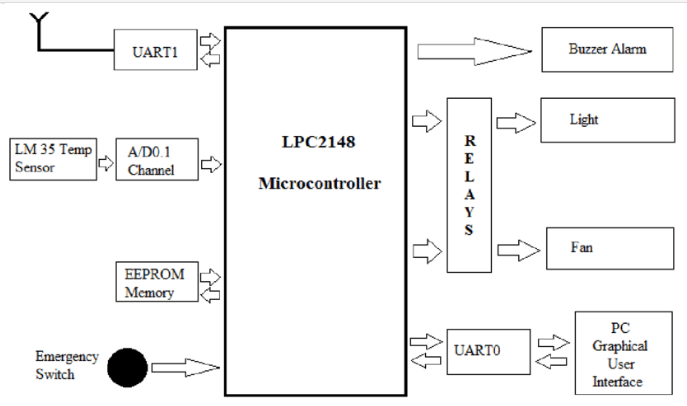 UART1
LM 35 Temp
Sensor
A/D0.1
Channel
EEPROM
Memory
Emergency
Switch
LPC2148
Microcontroller
R
E
L
A
Y
S
Buzzer Alarm
Light
Fan
UART0
PC
Graphical
User
Interface